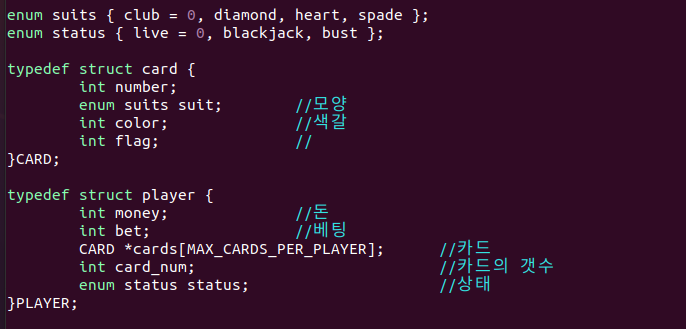 enum suits { club = 0, diamond, heart, spade };
enum status { live = 0, blackjack, bust };
typedef struct card {
int number;
enum suits suit; //모양
int color; //색갈
int flag; //
}CARD;
typedef struct player {
int money; //돈
int bet; //베팅
CARD *cards[MAX_CARDS_PER_PLAYER]; //카드
int card_num; //카드의 갯수
enum status status; //상태
}PLAYER;